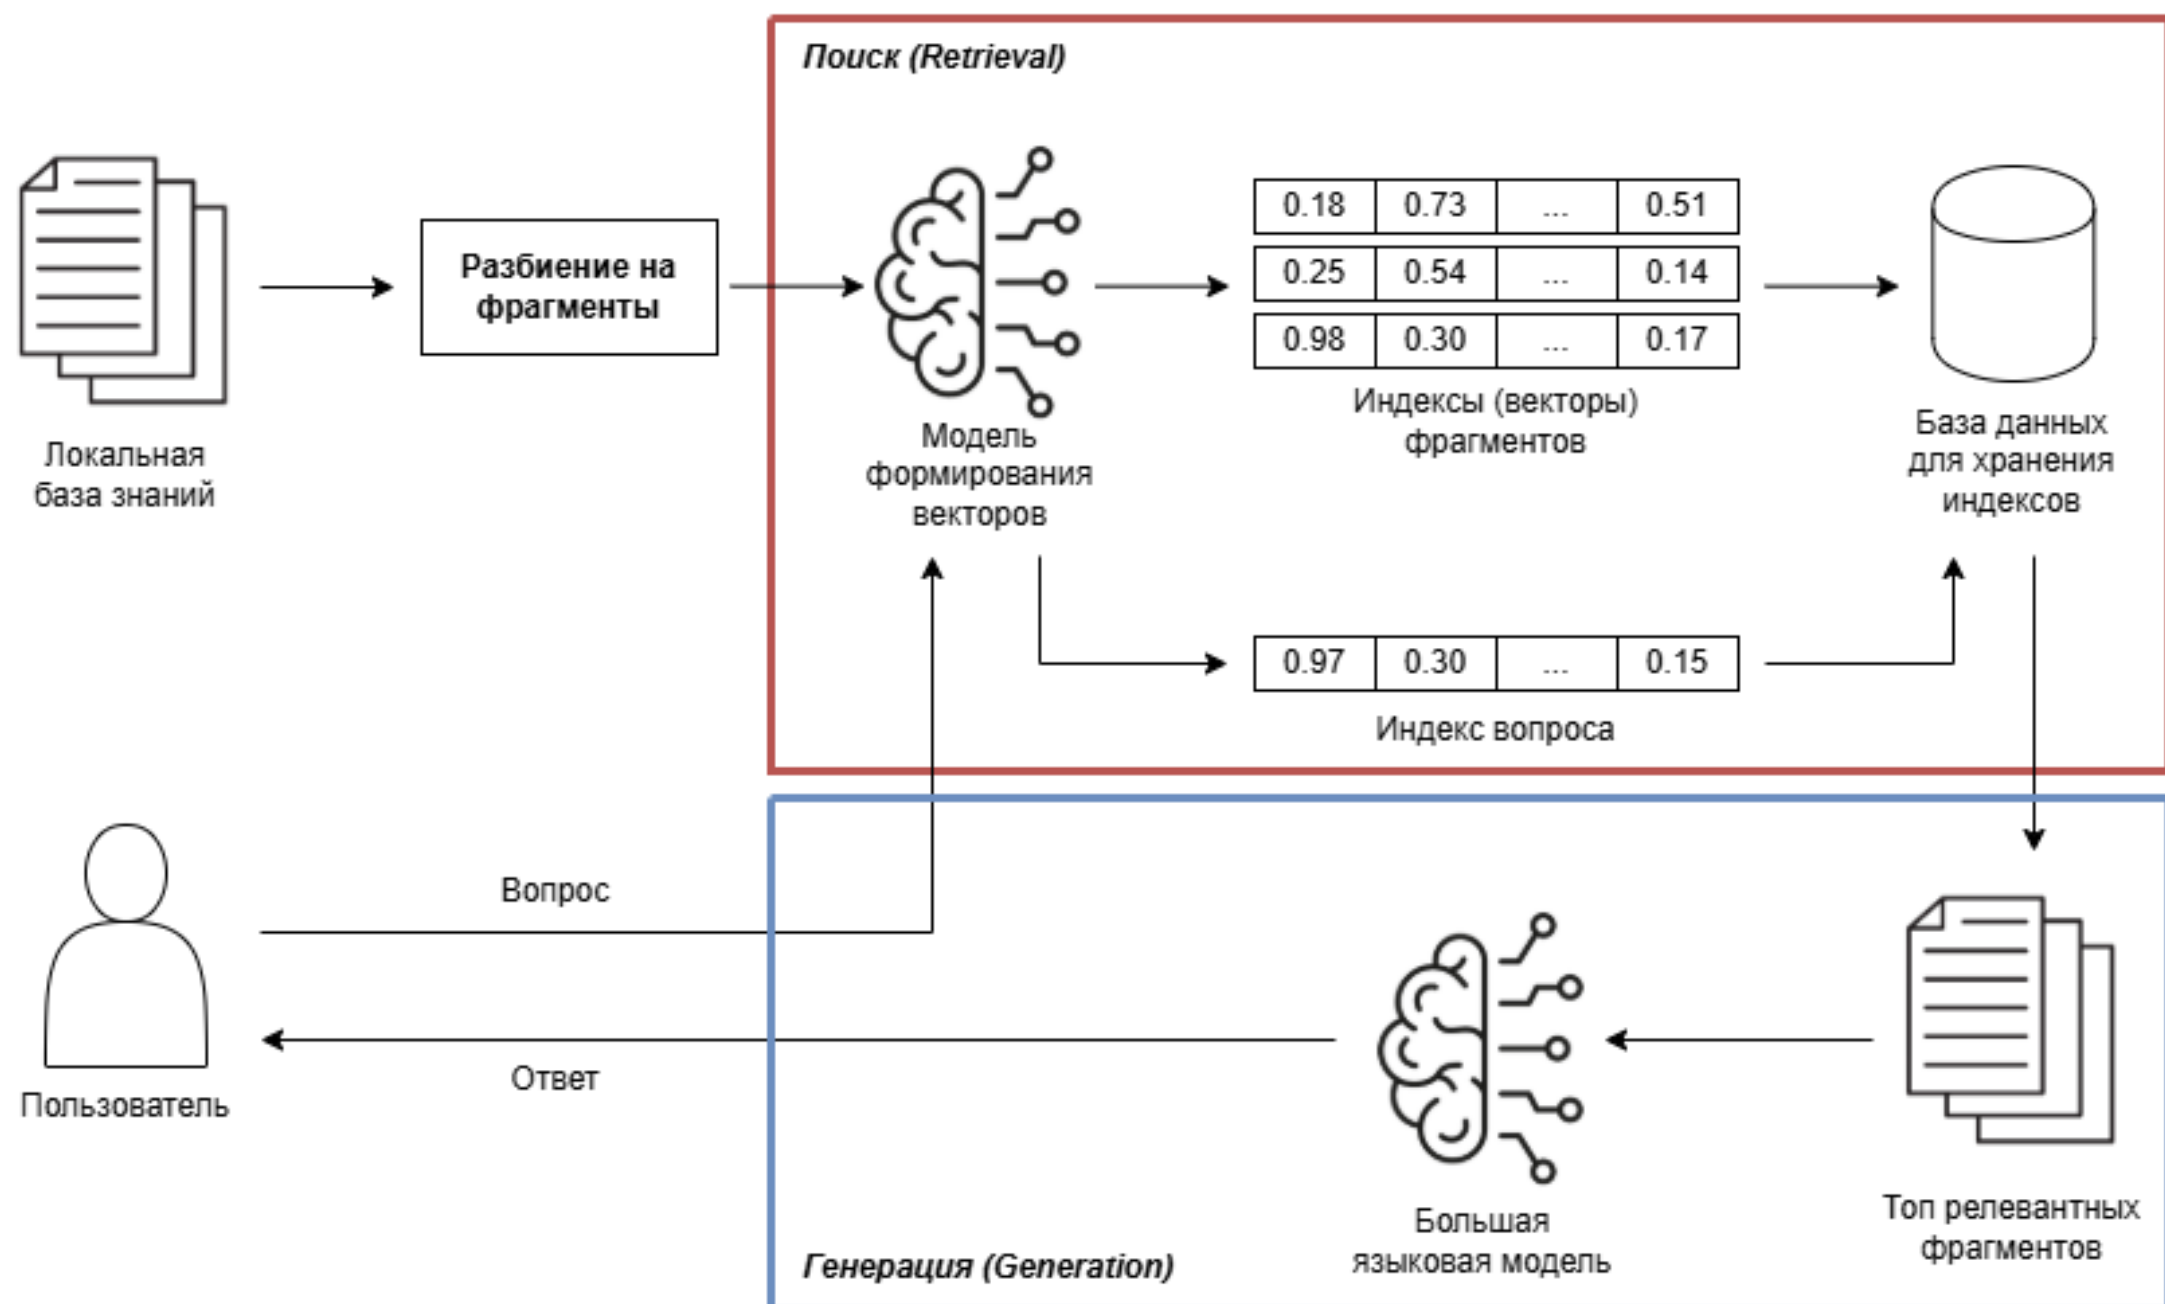 Поиск (Retrieval)
Локальная
база знаний
Разбиение на
фрагменты
Модель
формирования
векторов
0.18 0.73 ... 0.51
0.25 0.54 ... 0.14
0.98 0.30 ... 0.17
Индексы (векторы)
фрагментов
База данных
для хранения
индексов
0.97 0.30 ... 0.15
Индекс вопроса
Вопрос
Ответ
Пользователь
Большая
языковая модель
Топ релевантных
фрагментов
Генерация (Generation)